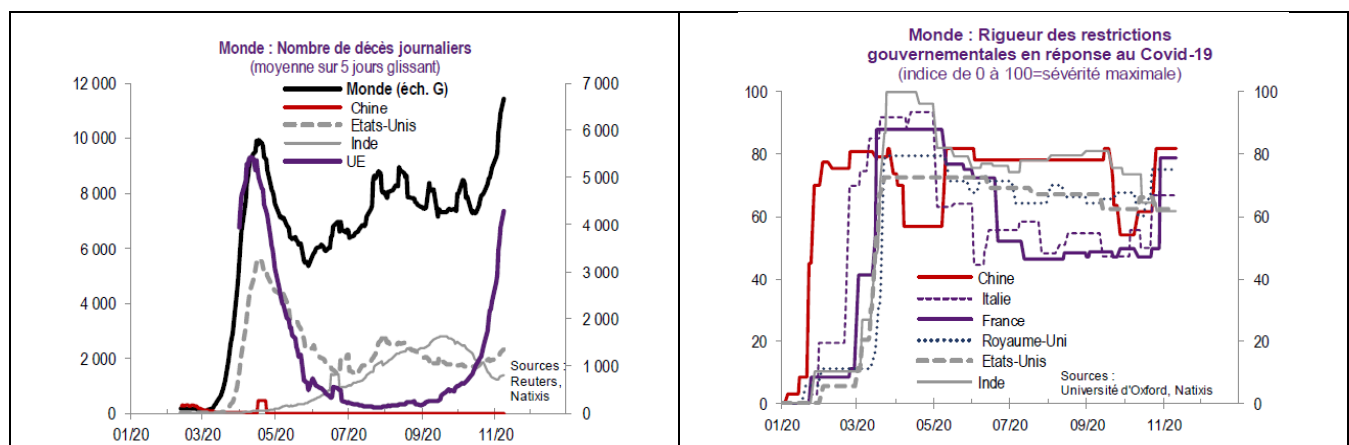 Monde : Nombre de décès journaliers
(moyenne sur 5 jours glissant)
12 000
10 000
8 000
6 000
4 000
2 000
0
7 000
6 000
5 000
4 000
3 000
2 000
1 000
0
Monde (éch. G)
Chine
Etats-Unis
Inde
UE
Sources :
Reuters,
Natixis
01/20 03/20 05/20 07/20 09/20 11/20
Monde : Rigueur des restrictions
gouvernementales en réponse au Covid-19
(indice de 0 à 100=sévérité maximale)
100
80
60
40
20
0
100
80
60
40
20
0
Chine
Italie
France
Royaume-Uni
Etats-Unis
Inde
Sources :
Université d'Oxford, Natixis
01/20 03/20 05/20 07/20 09/20 11/20